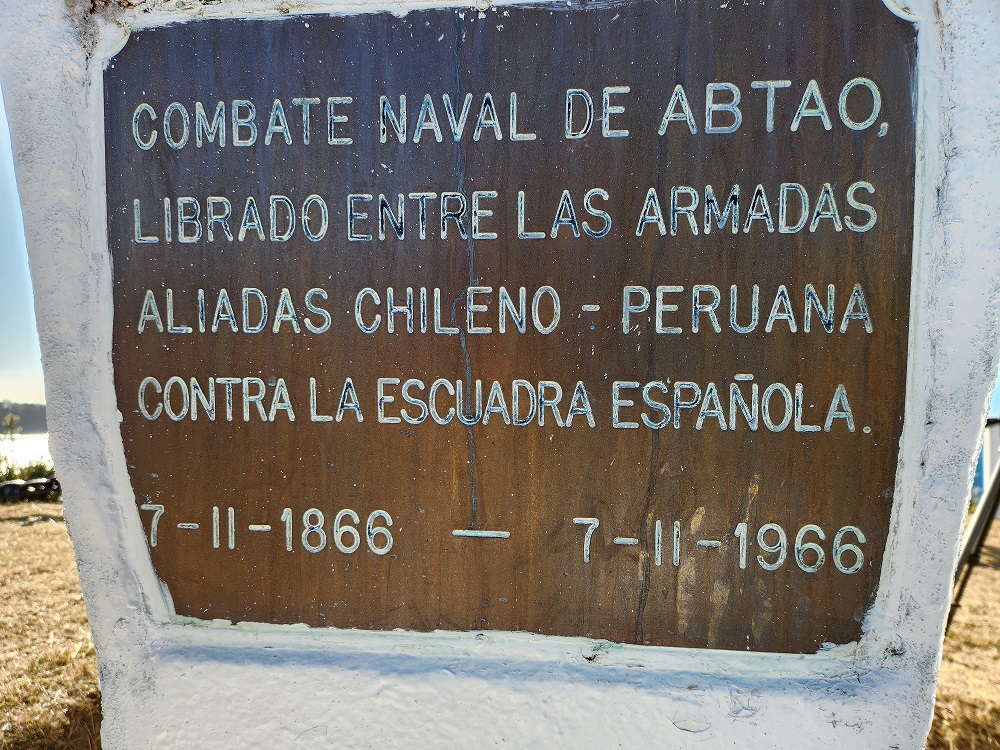 COMBATE NAVAL DE ABTAO,
LIBRADO ENTRE LAS ARMADAS
ALIADAS CHILENO - PERUANA
CONTRA LA ESCUADRA ESPAÑOLA.
7-II-1866 — 7-II-1966